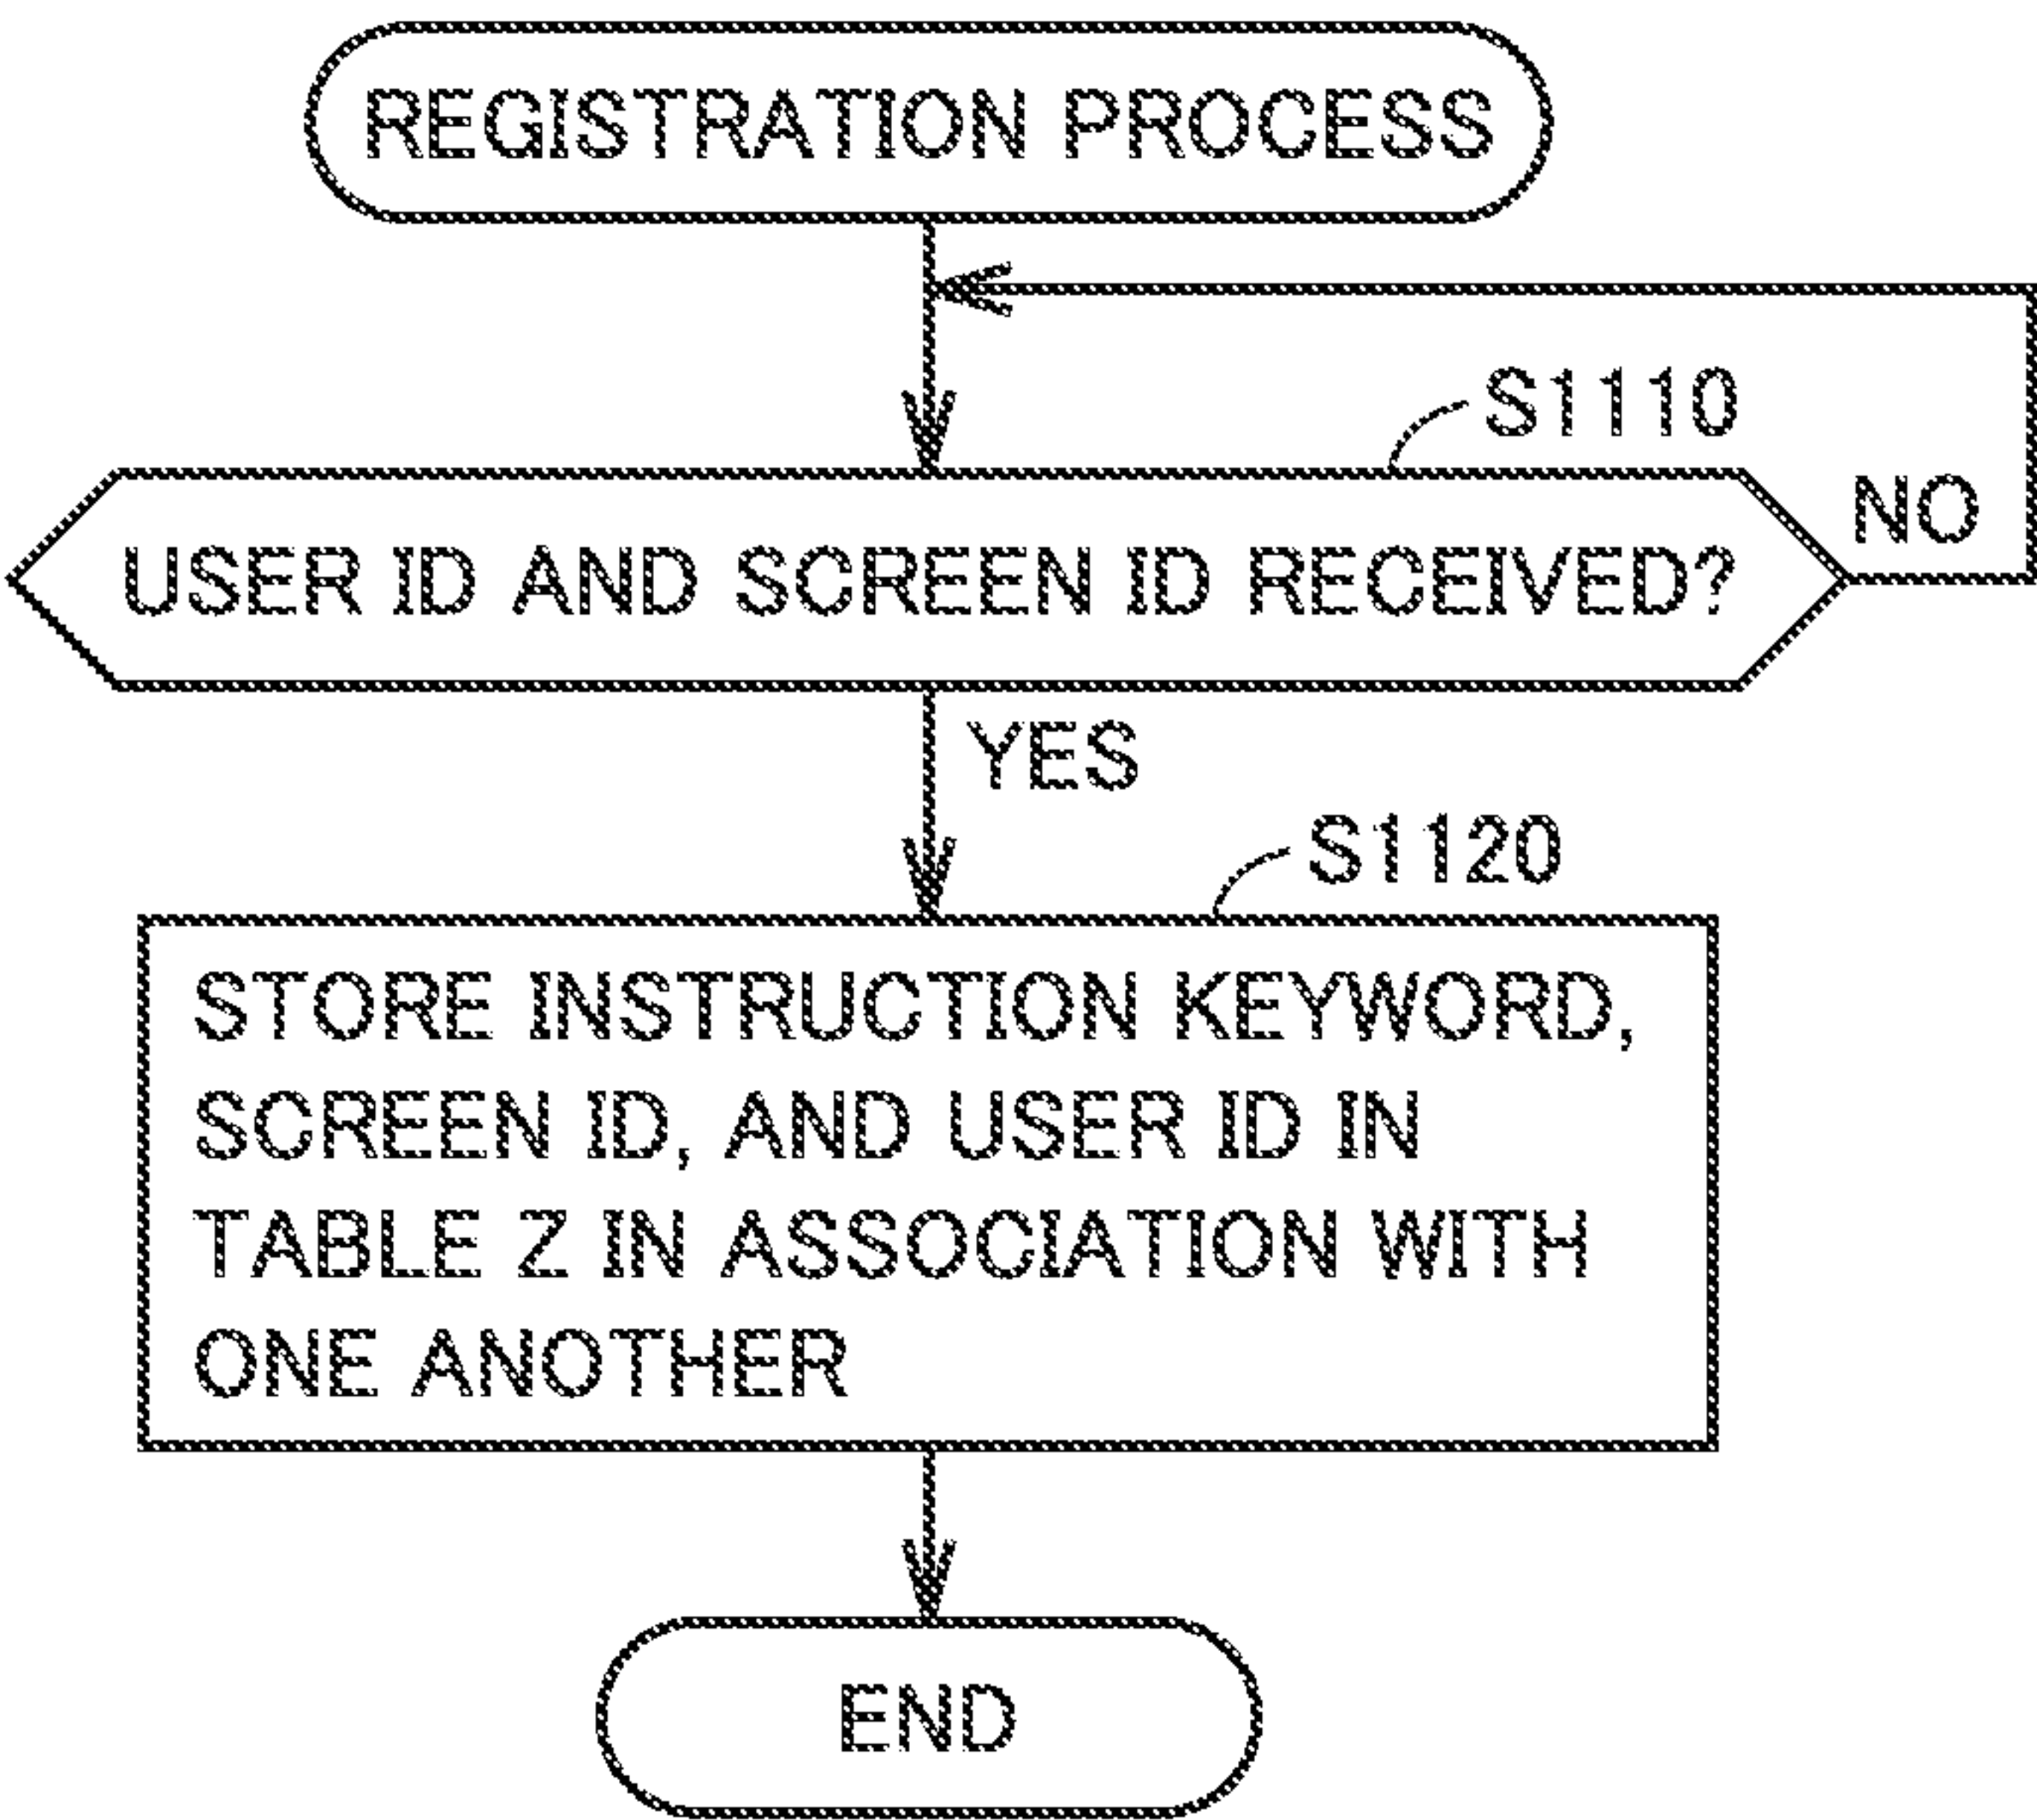 REGISTRATION PROCESS
S1110
NO
USER ID AND SCREEN ID RECEIVED?
YES
S1120
STORE INSTRUCTION KEYWORD,
SCREEN ID, AND USER ID IN
TABLE Z IN ASSOCIATION WITH
ONE ANOTHER
END